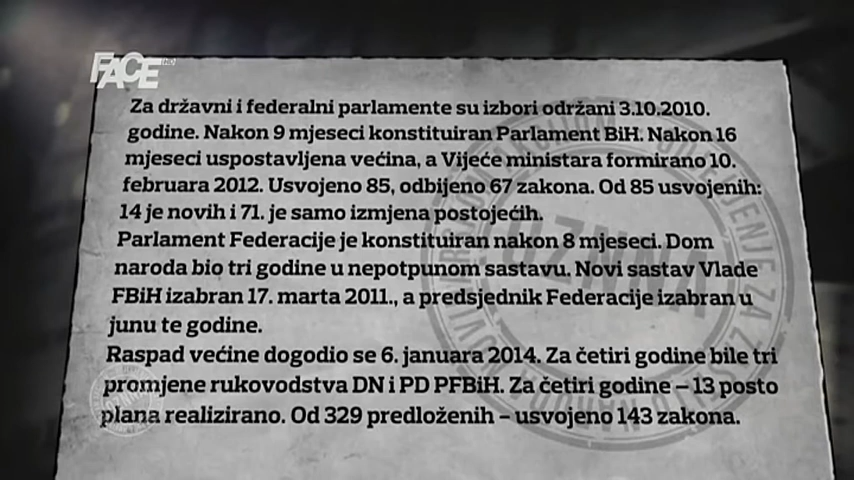 FACE
Za državni i federalni parlamente su izbori održani 3.10.2010.
godine. Nakon 9 mjeseci konstituiran Parlament BiH. Nakon 16
mjeseci uspostavljena većina, a Vijeće ministara formirano 10.
februara 2012. Usvojeno 85, odbijeno 67 zakona. Od 85 usvojenih:
14 je novih i 71. je samo izmjena postojećih.
Parlament Federacije je konstituiran nakon 8 mjeseci. Dom
naroda bio tri godine u nepotpunom sastavu. Novi sastav Vlade
FBiH izabran 17. marta 2011., a predsjednik Federacije izabran u
junu te godine.
Raspad većine dogodio se 6. januara 2014. Za četiri godine bile tri
promjene rukovodstva DN i PD PFBiH. Za četiri godine – 13 posto
plana realizirano. Od 329 predloženih – usvojeno 143 zakona.
OZNNA